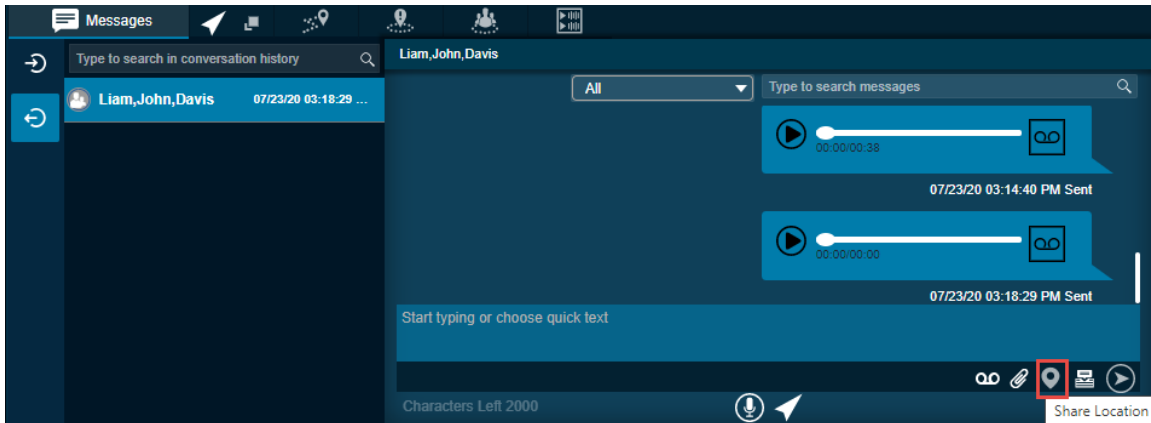 Messages
Type to search in conversation history
Liam,John,Davis 07/23/20 03:18:29 ...
Liam,John,Davis
All
Type to search messages
00:00/00:38
07/23/20 03:14:40 PM Sent
00:00/00:00
07/23/20 03:18:29 PM Sent
Start typing or choose quick text
Characters Left 2000
Share Location